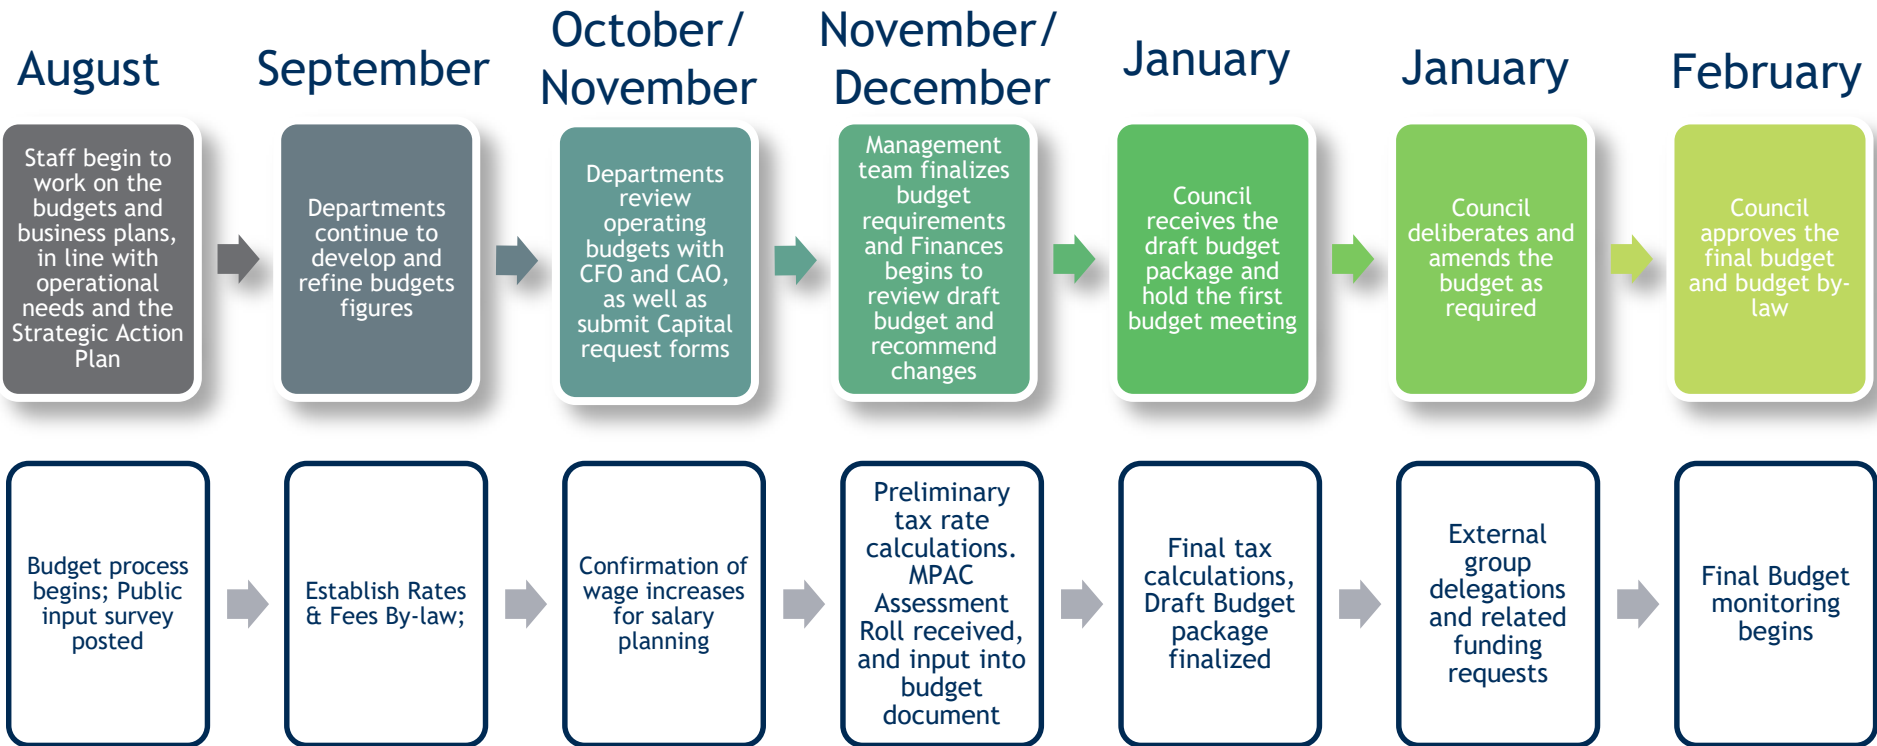 August
September
October/
November
November/
December
January
January
February
Staff begin to
work on the
budgets and
business plans,
in line with
operational
needs and the
Strategic Action
Plan
Departments
continue to
develop and
refine budgets
figures
Departments
review
operating
budgets with
CFO and CAO,
as well as
submit Capital
request forms
Management
team finalizes
budget
requirements
and Finances
begins to
review draft
budget and
recommend
changes
Council
receives the
draft budget
package and
hold the first
budget meeting
Council
deliberates and
amends the
budget as
required
Council
approves the
final budget
and budget by-
law
Budget process
begins; Public
input survey
posted
Establish Rates
& Fees By-law;
Confirmation of
wage increases
for salary
planning
Preliminary
tax rate
calculations.
MPAC
Assessment
Roll received,
and input into
budget
document
Final tax
calculations,
Draft Budget
package
finalized
External
group
delegations
and related
funding
requests
Final Budget
monitoring
begins